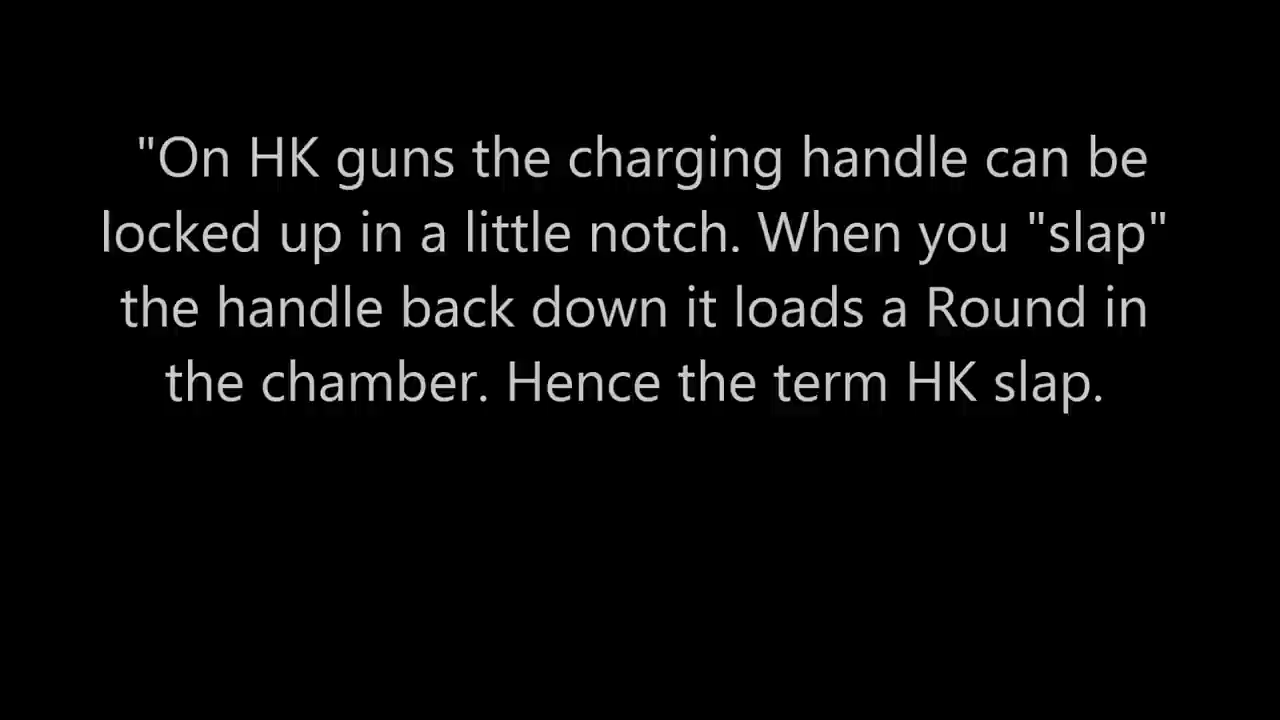 "On HK guns the charging handle can be
locked up in a little notch. When you "slap"
the handle back down it loads a Round in
the chamber. Hence the term HK slap.